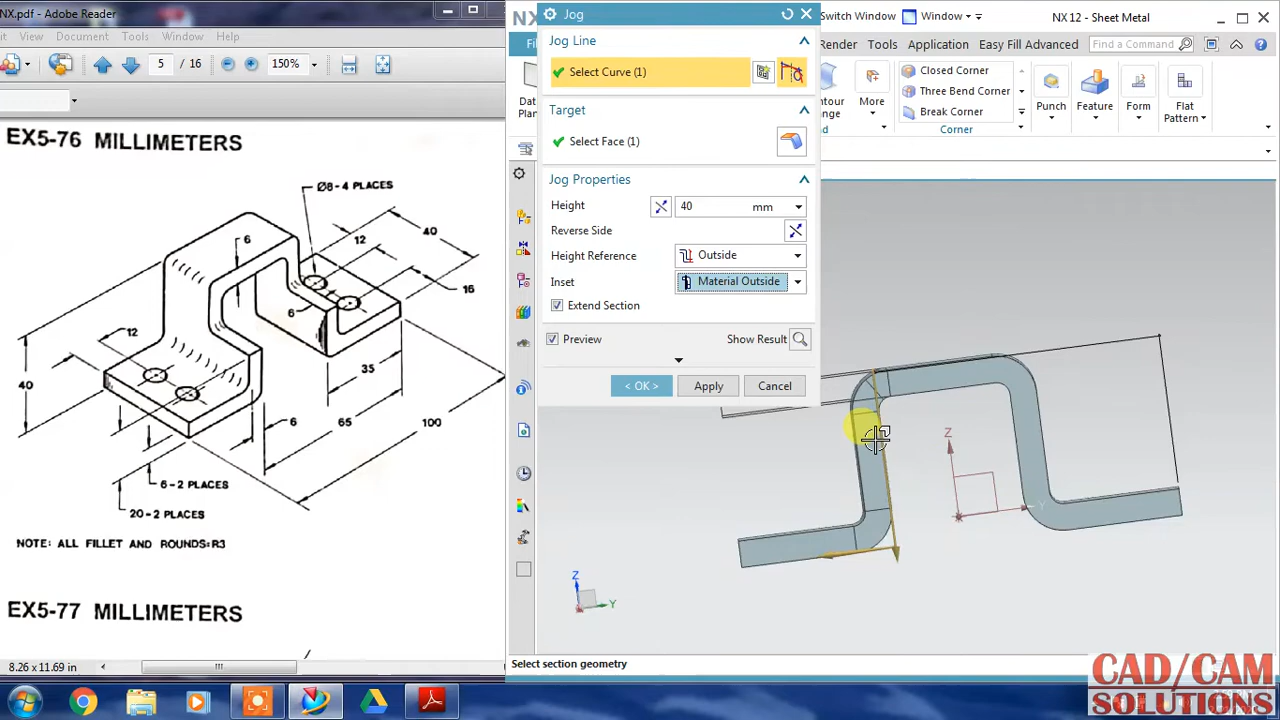 NX.pdf - Adobe Reader
View Document Tools Window Help
5 / 16 150%
EX5-76 MILLIMETERS
Ø8-4 PLACES
40
12
6
16
6
12
35
40
6
65
100
6-2 PLACES
20-2 PLACES
NOTE: ALL FILLET AND ROUNDS=R3
EX5-77 MILLIMETERS
8.26 x 11.69 in
NX
Jog
Switch Window Window NX 12 - Sheet Metal
Render Tools Application Easy Fill Advanced Find a Command
Closed Corner
Three Bend Corner
Break Corner
Corner
More
Punch
Feature
Form
Flat
Pattern
Jog Line
Select Curve (1)
Target
Select Face (1)
Jog Properties
Height 40 mm
Reverse Side
Height Reference Outside
Inset Material Outside
Extend Section
Preview Show Result
< OK > Apply Cancel
Z
Y
Z
Y
Select section geometry
CAD/CAM
SOLUTIONS